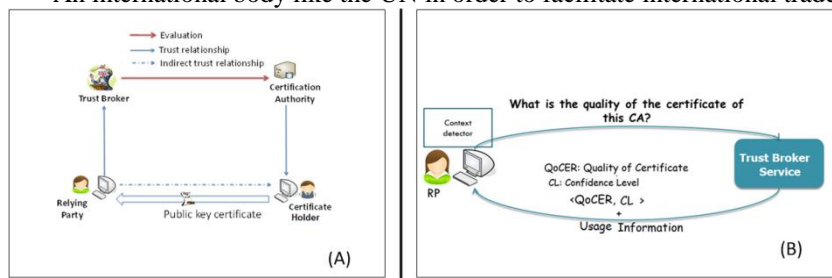 An international body like the UN in order to facilitate international trade
Evaluation
Trust relationship
Indirect trust relationship
Trust Broker
Certification
Authority
Relying
Party
Public key certificate
Certificate
Holder
(A)
What is the quality of the certificate of
this CA?
Context
detector
RP
QoCER: Quality of Certificate
CL: Confidence Level
<QoCER, CL >
+
Usage Information
Trust Broker
Service
(B)